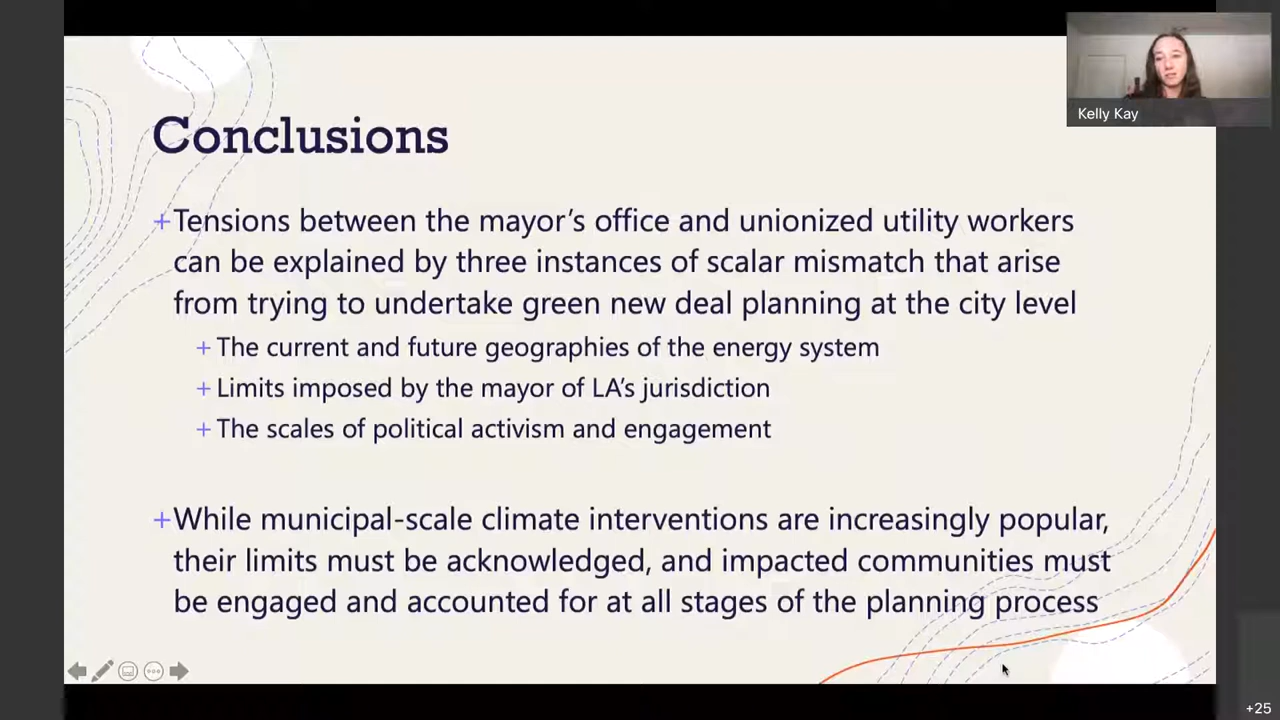 Kelly Kay
Conclusions
+Tensions between the mayor's office and unionized utility workers
can be explained by three instances of scalar mismatch that arise
from trying to undertake green new deal planning at the city level
+ The current and future geographies of the energy system
+ Limits imposed by the mayor of LA's jurisdiction
+ The scales of political activism and engagement
+While municipal-scale climate interventions are increasingly popular,
their limits must be acknowledged, and impacted communities must
be engaged and accounted for at all stages of the planning process
+25